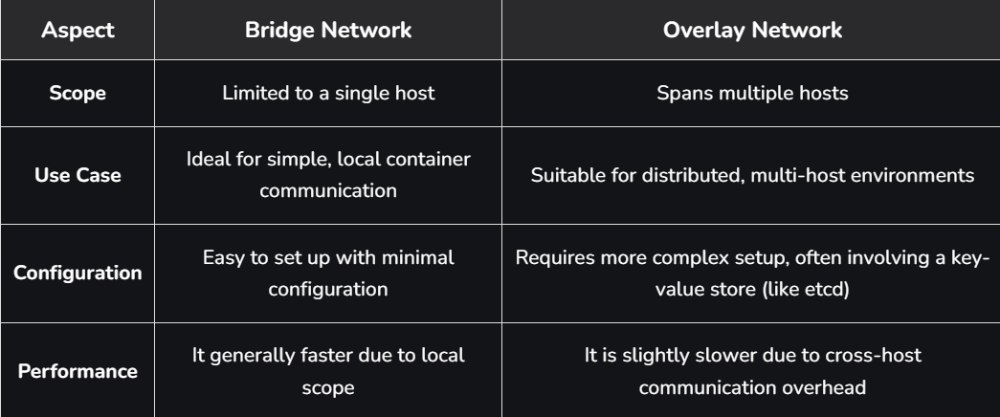 Aspect Bridge Network Overlay Network
Scope Limited to a single host Spans multiple hosts
Use Case Ideal for simple, local container
communication Suitable for distributed, multi-host environments
Configuration Easy to set up with minimal
configuration Requires more complex setup, often involving a key-
value store (like etcd)
Performance It generally faster due to local
scope It is slightly slower due to cross-host
communication overhead